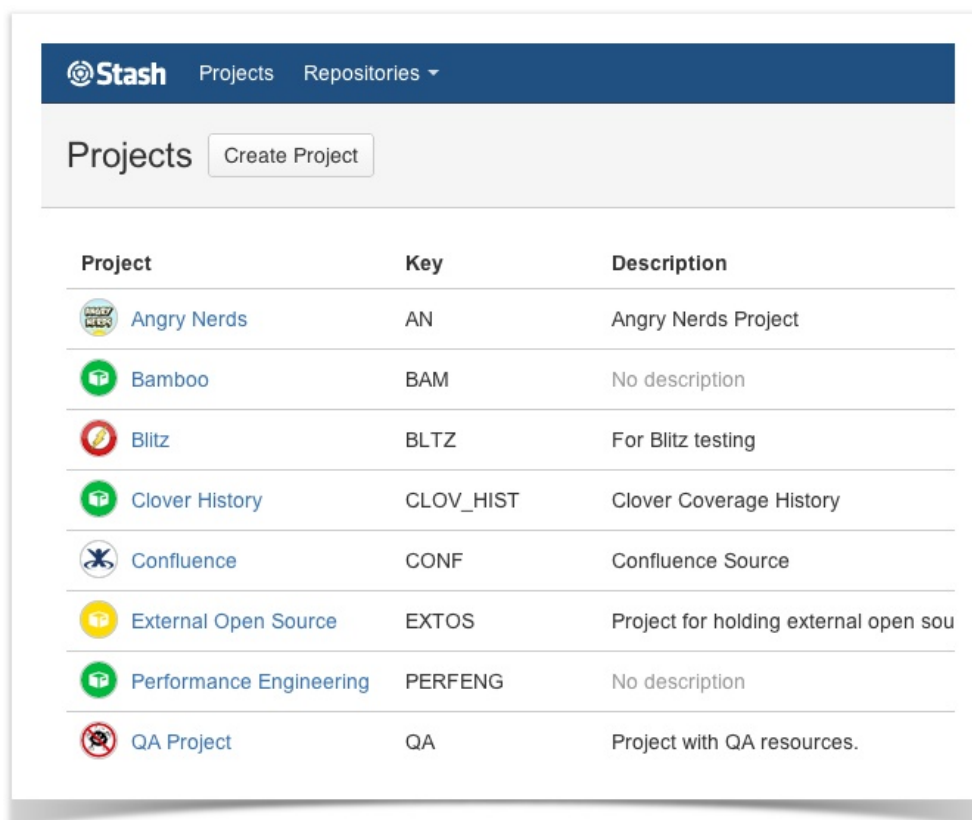 Stash Projects Repositories
Projects Create Project
Project Key Description
ANGRY NERDS
Angry Nerds AN Angry Nerds Project
Bamboo BAM No description
Blitz BLTZ For Blitz testing
Clover History CLOV_HIST Clover Coverage History
Confluence CONF Confluence Source
External Open Source EXTOS Project for holding external open sou
Performance Engineering PERFENG No description
QA Project QA Project with QA resources.